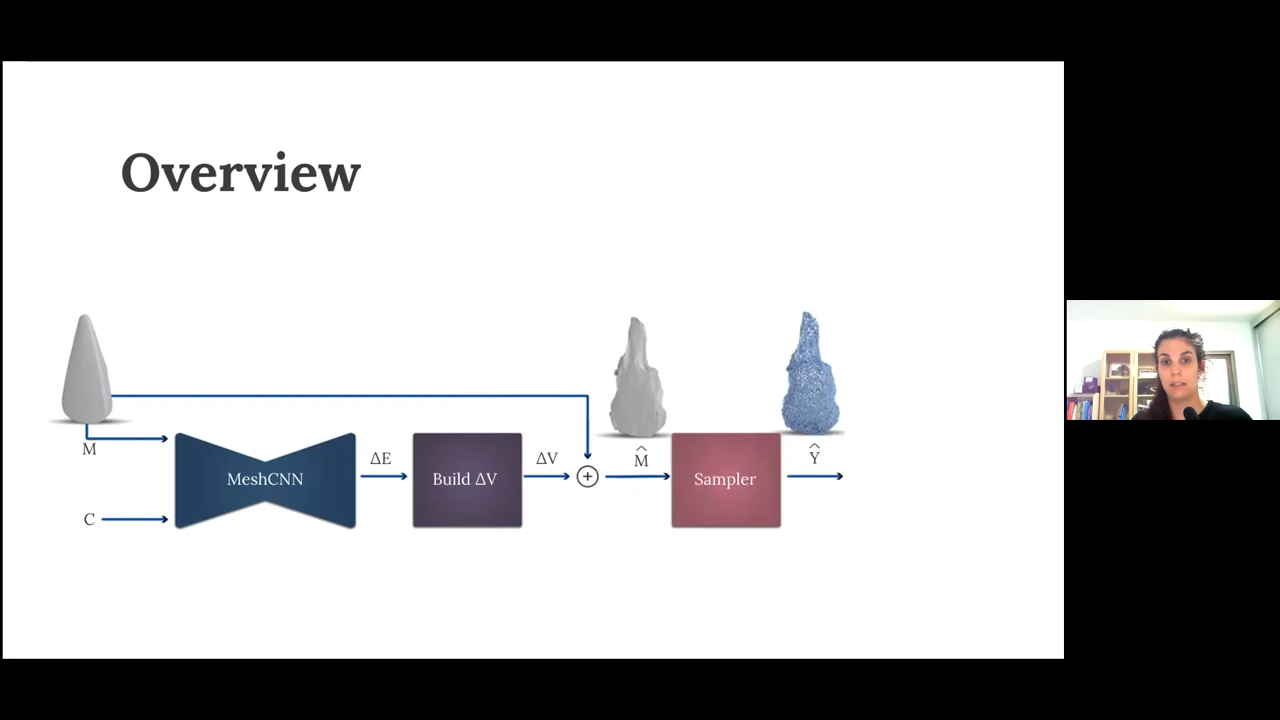 Overview
M
C
MeshCNN
ΔE
Build ΔV
ΔV
+
M̂
Sampler
Ŷ